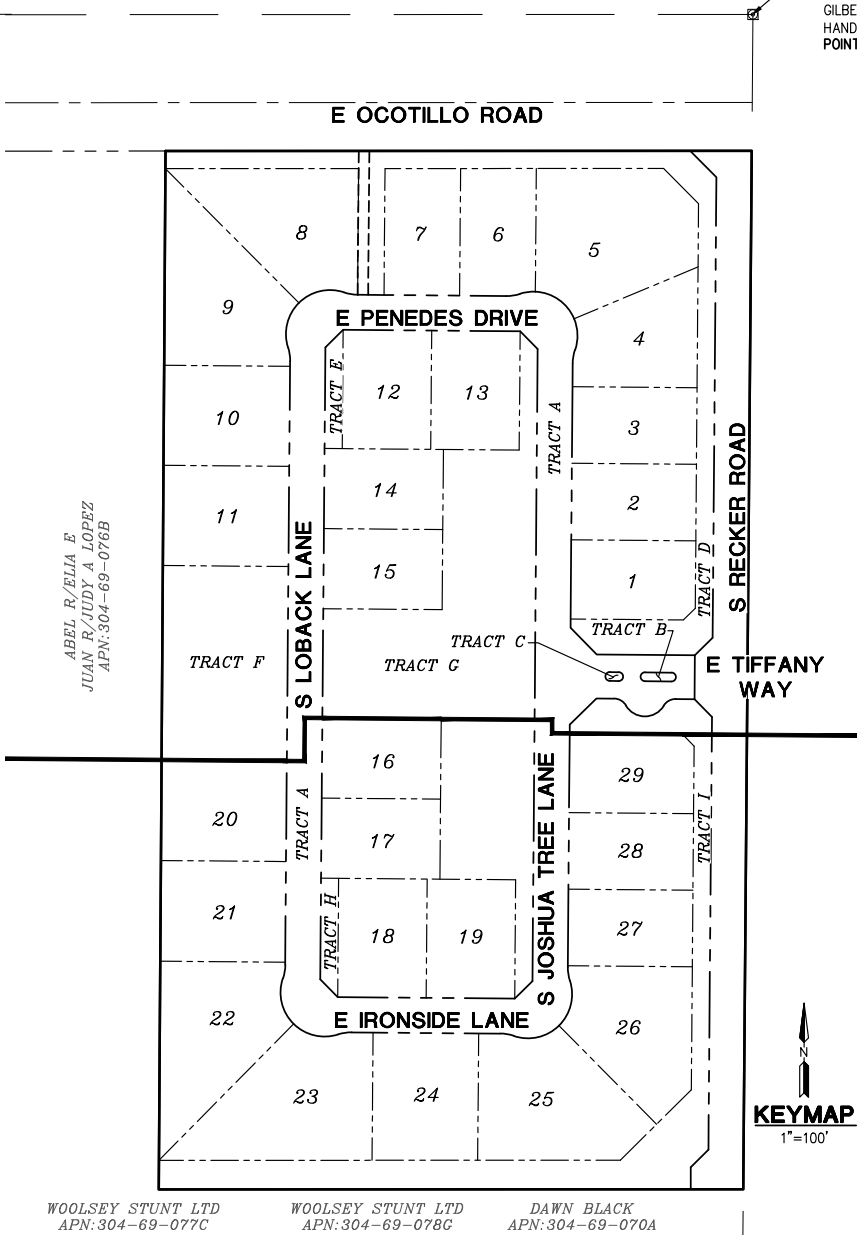 GILBE
HAND
POINT
E OCOTILLO ROAD
8
7
6
5
9
E PENEDES DRIVE
4
TRACT E
12
13
10
TRACT A
3
14
2
11
S LOBACK LANE
S RECKER ROAD
ABEL R/ELIA E
JUAN R/JUDY A LOPEZ
APN:304-69-076B
15
1
TRACT D
TRACT B
TRACT C
TRACT F
TRACT G
E TIFFANY
WAY
16
29
20
TRACT A
17
S JOSHUA TREE LANE
28
TRACT I
21
TRACT H
18
19
27
22
E IRONSIDE LANE
26
N
23
24
25
KEYMAP
1"=100'
WOOLSEY STUNT LTD
APN:304-69-077C
WOOLSEY STUNT LTD
APN:304-69-078G
DAWN BLACK
APN:304-69-070A